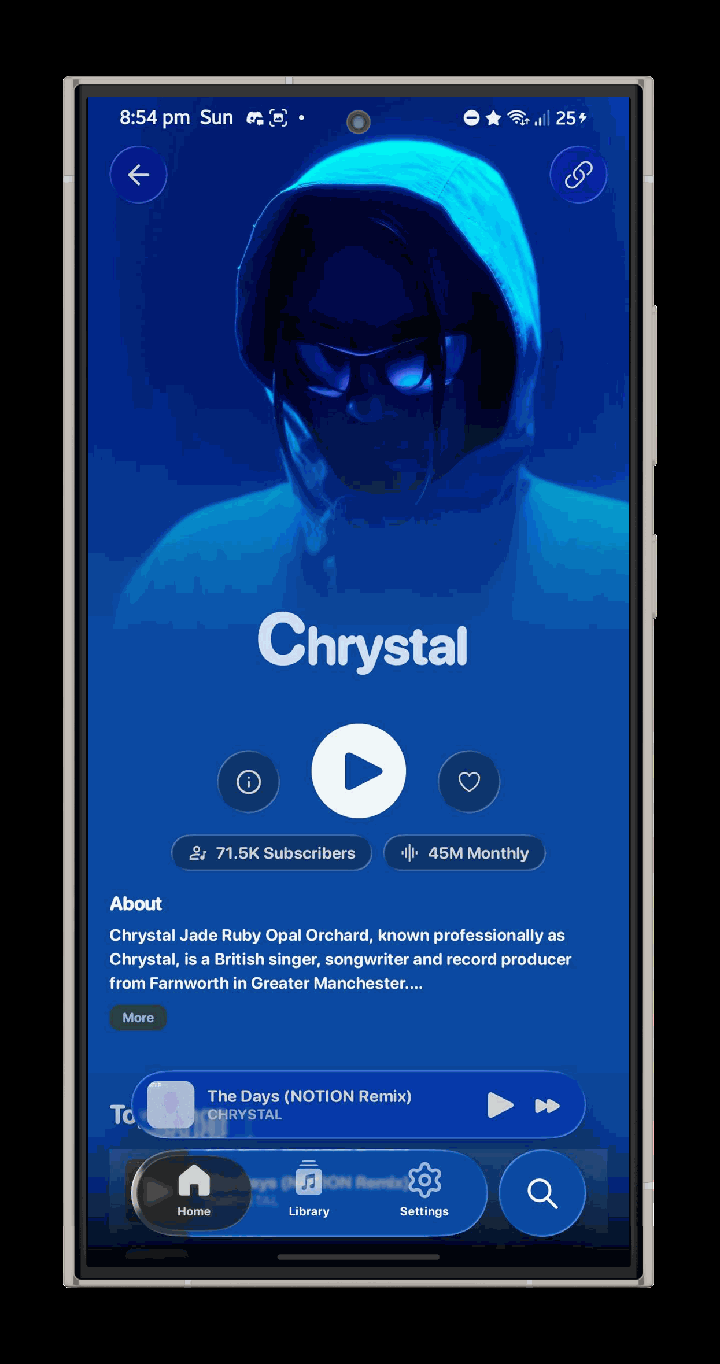 8:54 pm Sun
25
Chrystal
71.5K Subscribers
45M Monthly
About
Chrystal Jade Ruby Opal Orchard, known professionally as
Chrystal, is a British singer, songwriter and record producer
from Farnworth in Greater Manchester....
More
The Days (NOTION Remix)
CHRYSTAL
Home
Library
Settings